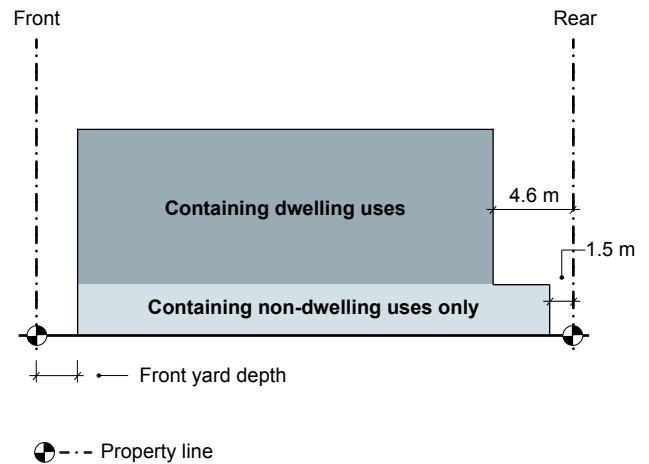 Front
Rear
Containing dwelling uses
4.6 m
1.5 m
Containing non-dwelling uses only
Front yard depth
Property line